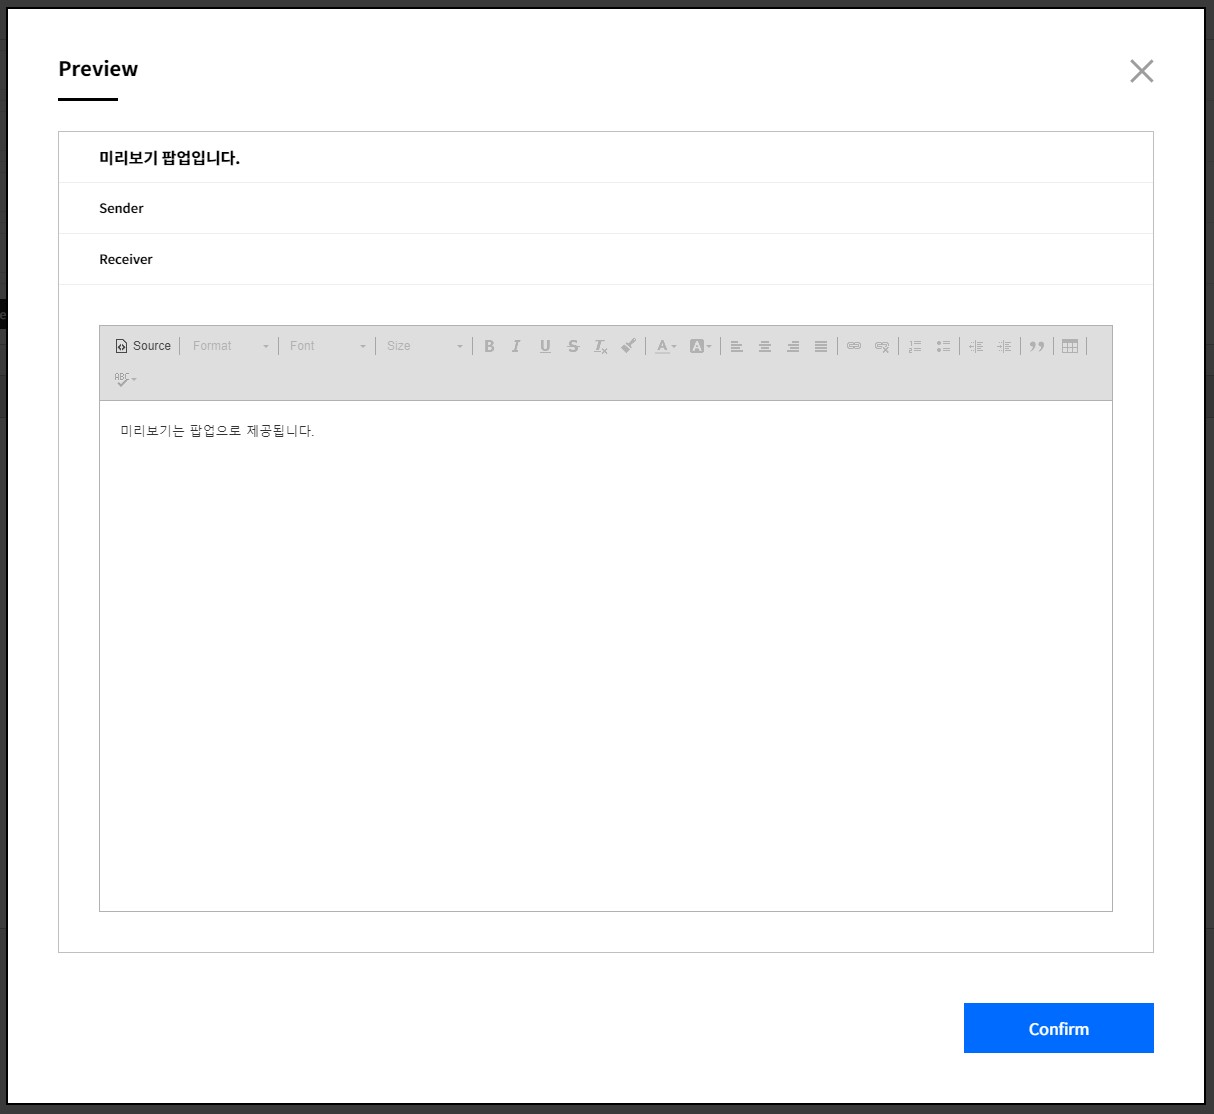 Preview
미리보기 팝업입니다.
Sender
Receiver
Source Format Font Size
미리보기는 팝업으로 제공됩니다.
Confirm